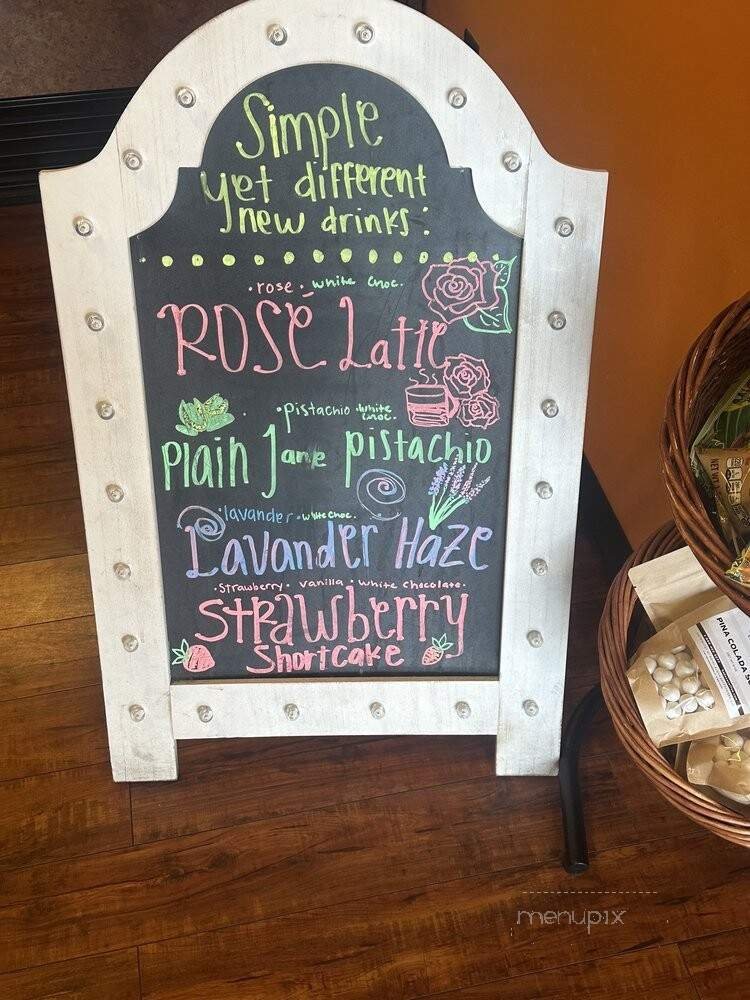 Simple
yet different
new drinks:
• rose • white choc.
ROSÉ Latte
• pistachio • white
choc.
Plain Jane pistachio
• lavander • white choc.
Lavander Haze
• Strawberry • vanilla • white chocolate •
Strawberry
Shortcake
PINA COLADA
menupix